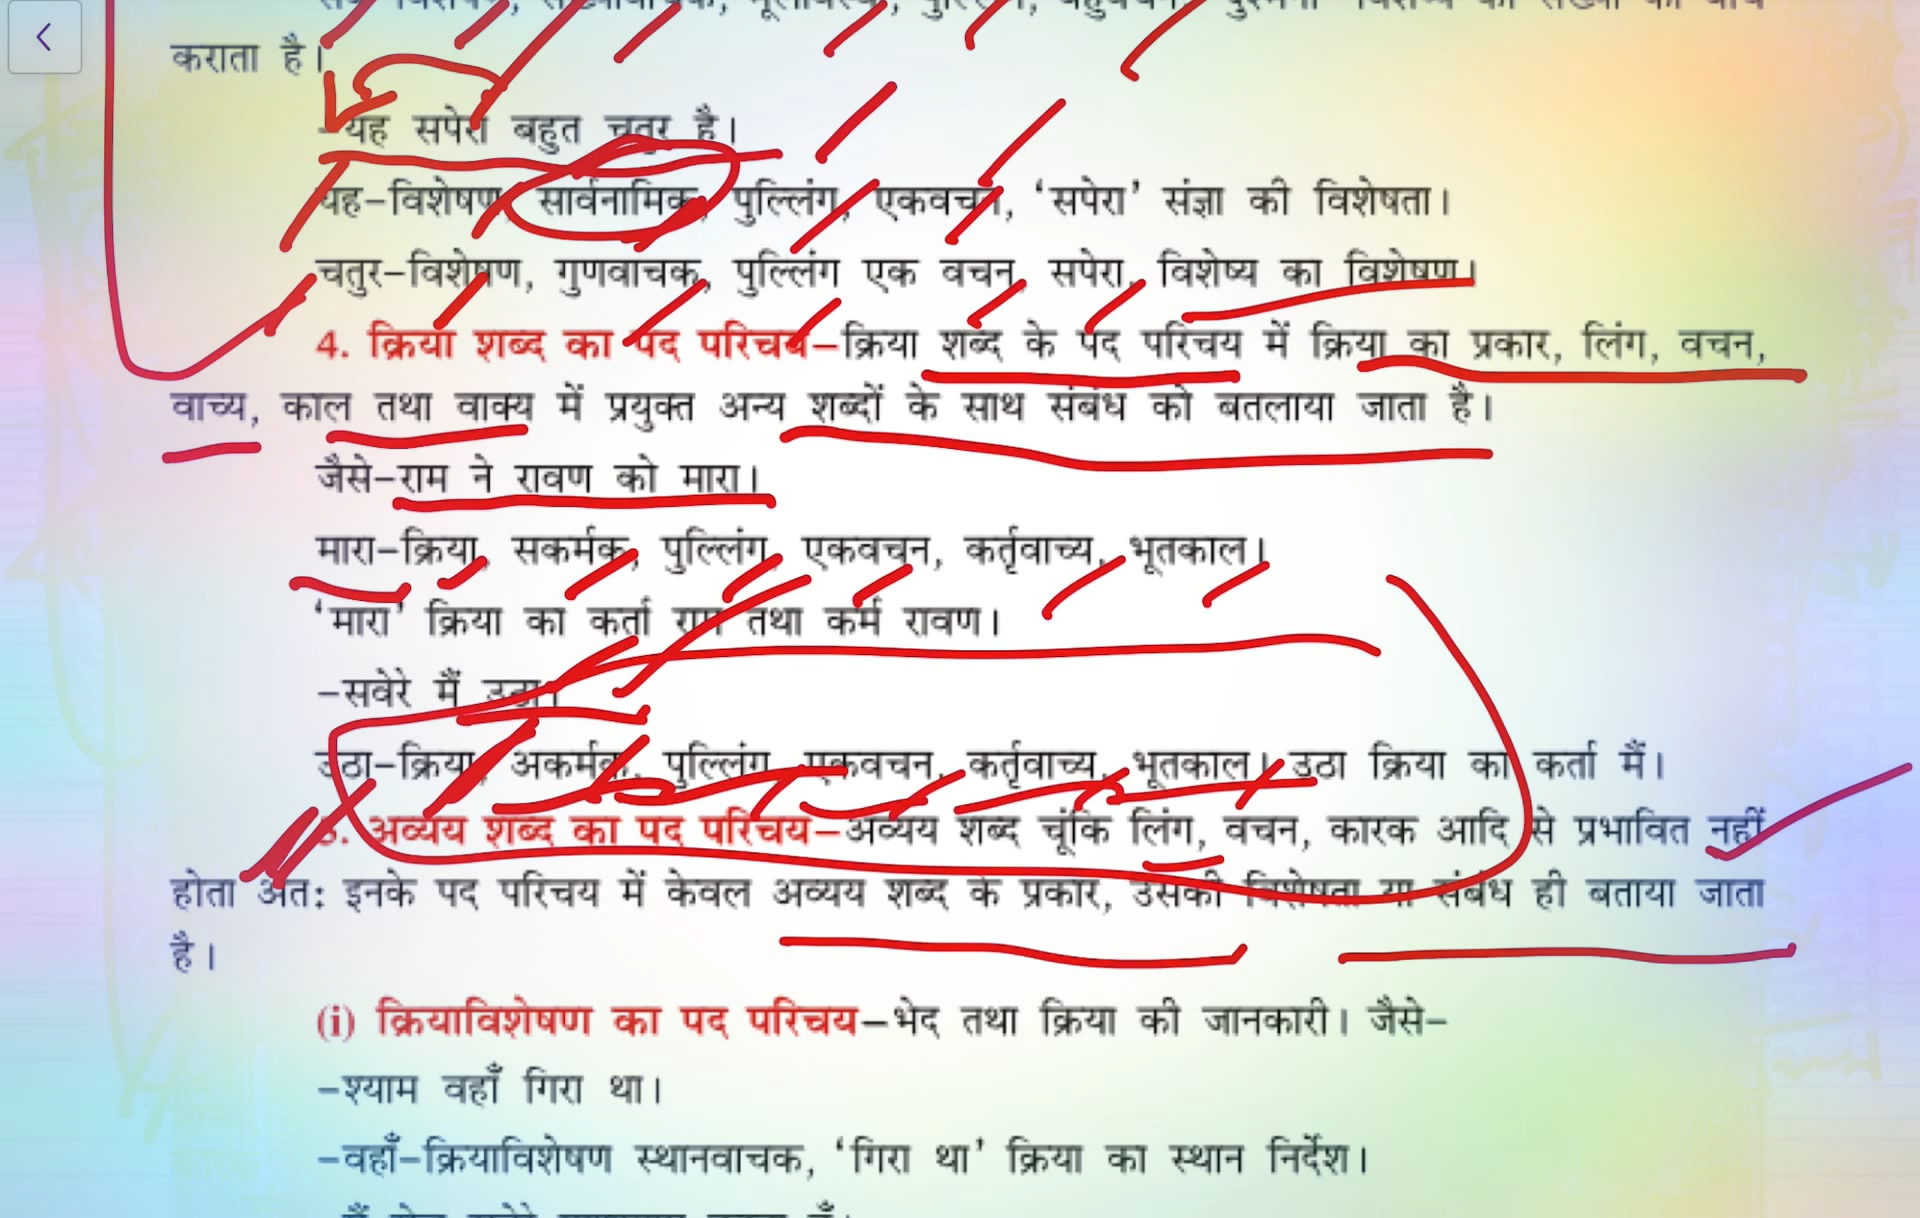 कराता है।
–यह सपेरा बहुत चतुर है।
यह–विशेषण, सार्वनामिक, पुल्लिंग, एकवचन, ‘सपेरा’ संज्ञा की विशेषता।
चतुर–विशेषण, गुणवाचक, पुल्लिंग एक वचन, सपेरा, विशेष्य का विशेषण।
4. क्रिया शब्द का पद परिचय–क्रिया शब्द के पद परिचय में क्रिया का प्रकार, लिंग, वचन,
वाच्य, काल तथा वाक्य में प्रयुक्त अन्य शब्दों के साथ संबंध को बतलाया जाता है।
जैसे–राम ने रावण को मारा।
मारा–क्रिया, सकर्मक, पुल्लिंग, एकवचन, कर्तृवाच्य, भूतकाल।
‘मारा’ क्रिया का कर्ता राम तथा कर्म रावण।
–सवेरे मैं उठा।
उठा–क्रिया, अकर्मक, पुल्लिंग, एकवचन, कर्तृवाच्य, भूतकाल। उठा क्रिया का कर्ता मैं।
5. अव्यय शब्द का पद परिचय–अव्यय शब्द चूंकि लिंग, वचन, कारक आदि से प्रभावित नहीं
होता अत: इनके पद परिचय में केवल अव्यय शब्द के प्रकार, उसकी विशेषता या संबंध ही बताया जाता
है।
(i) क्रियाविशेषण का पद परिचय–भेद तथा क्रिया की जानकारी। जैसे–
–श्याम वहाँ गिरा था।
–वहाँ–क्रियाविशेषण स्थानवाचक, ‘गिरा था’ क्रिया का स्थान निर्देश।